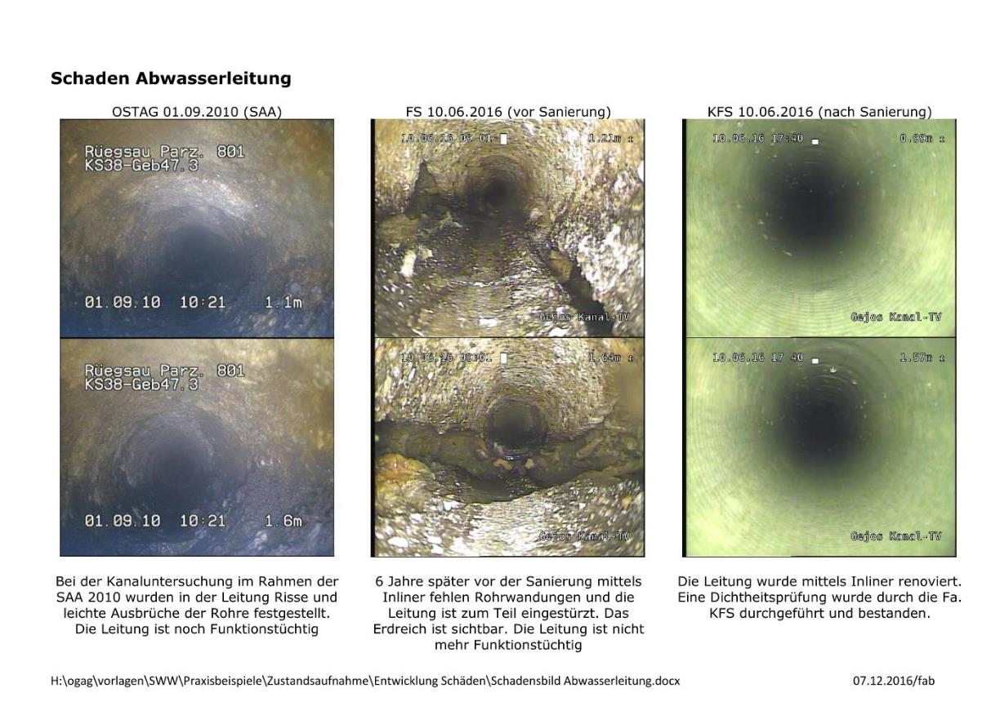 Schaden Abwasserleitung
OSTAG 01.09.2010 (SAA)
Rüegsau Parz. 801
KS38-Geb47.3
01.09.10 10:21 1.1m
Rüegsau Parz. 801
KS38-Geb47.3
01.09.10 10:21 1.6m
Bei der Kanaluntersuchung im Rahmen der
SAA 2010 wurden in der Leitung Risse und
leichte Ausbrüche der Rohre festgestellt.
Die Leitung ist noch Funktionstüchtig
FS 10.06.2016 (vor Sanierung)
10.06.16 09 01 1.21m
Gejos Kanal-TV
10.06.16 09:01 1.64m
Gejos Kanal-TV
6 Jahre später vor der Sanierung mittels
Inliner fehlen Rohrwandungen und die
Leitung ist zum Teil eingestürzt. Das
Erdreich ist sichtbar. Die Leitung ist nicht
mehr Funktionstüchtig
KFS 10.06.2016 (nach Sanierung)
10.06.16 17:40
Gejos Kanal-TV
10.06.16 17 40 1.57m
Gejos Kanal-TV
Die Leitung wurde mittels Inliner renoviert.
Eine Dichtheitsprüfung wurde durch die Fa.
KFS durchgeführt und bestanden.
H:\ogag\vorlagen\SWW\Praxisbeispiele\Zustandsaufnahme\Entwicklung Schäden\Schadensbild Abwasserleitung.docx
07.12.2016/fab